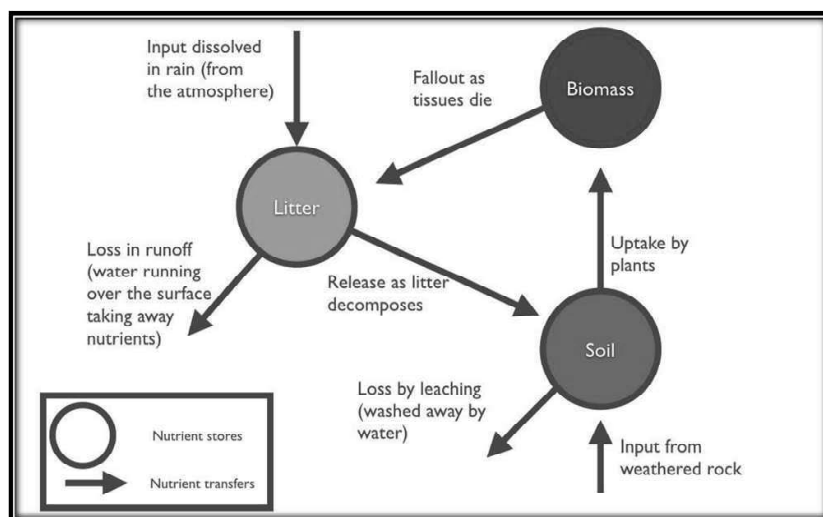 Input dissolved
in rain (from
the atmosphere)
Fallout as
tissues die
Biomass
Litter
Loss in runoff
(water running
over the surface
taking away
nutrients)
Release as litter
decomposes
Uptake by
plants
Soil
Loss by leaching
(washed away by
water)
Input from
weathered rock
Nutrient stores
Nutrient transfers